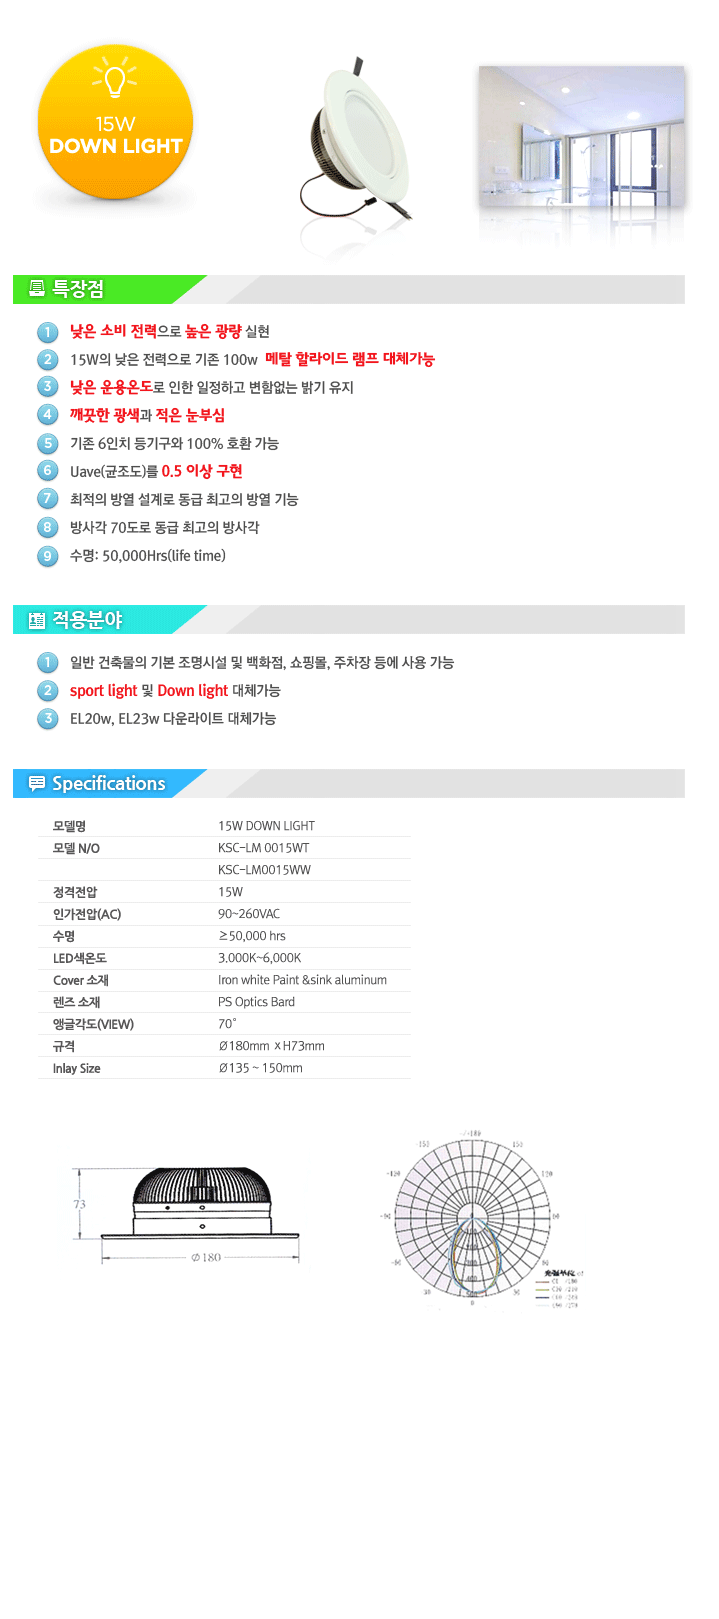 15W
DOWN LIGHT
특장점
1 낮은 소비 전력으로 높은 광량 실현
2 15W의 낮은 전력으로 기존 100w 메탈 할라이드 램프 대체가능
3 낮은 운용온도로 인한 일정하고 변함없는 밝기 유지
4 깨끗한 광색과 적은 눈부심
5 기존 6인치 등기구와 100% 호환 가능
6 Uave(균조도)를 0.5 이상 구현
7 최적의 방열 설계로 동급 최고의 방열 기능
8 방사각 70도로 동급 최고의 방사각
9 수명: 50,000Hrs(life time)
적용분야
1 일반 건축물의 기본 조명시설 및 백화점, 쇼핑몰, 주차장 등에 사용 가능
2 sport light 및 Down light 대체가능
3 EL20w, EL23w 다운라이트 대체가능
Specifications
모델명 15W DOWN LIGHT
모델 N/O KSC-LM 0015WT
KSC-LM0015WW
정격전압 15W
인가전압(AC) 90~260VAC
수명 ≥50,000 hrs
LED색온도 3.000K~6,000K
Cover 소재 Iron white Paint &sink aluminum
렌즈 소재 PS Optics Bard
앵글각도(VIEW) 70°
규격 Ø180mm x H73mm
Inlay Size Ø135 ~ 150mm
73
Ø180
-/+180
-150 150
-120 120
-90 90
-60 60
30 30
0